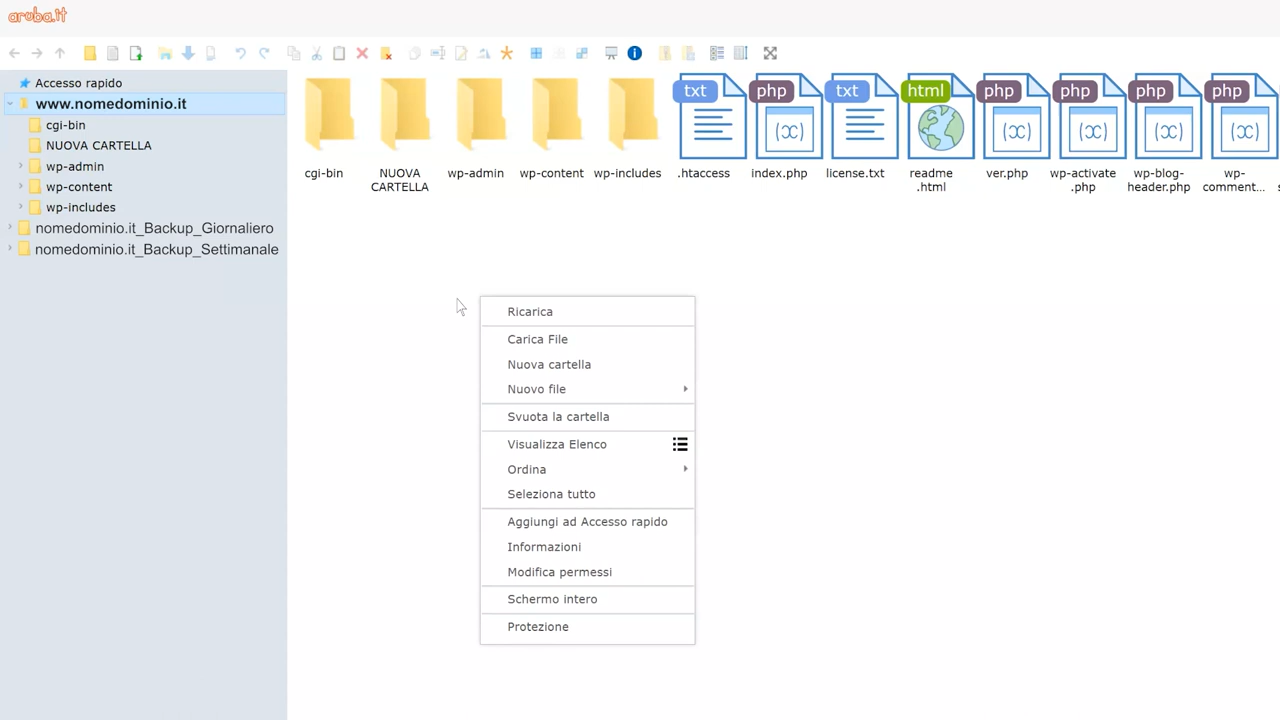 aruba.it
Accesso rapido
www.nomedominio.it
cgi-bin
NUOVA CARTELLA
wp-admin
wp-content
wp-includes
nomedominio.it_Backup_Giornaliero
nomedominio.it_Backup_Settimanale
txt
php
txt
html
php
php
php
php
cgi-bin
NUOVA
CARTELLA
wp-admin
wp-content
wp-includes
.htaccess
index.php
license.txt
readme
.html
ver.php
wp-activate
.php
wp-blog-
header.php
wp-
comment...
Ricarica
Carica File
Nuova cartella
Nuovo file
Svuota la cartella
Visualizza Elenco
Ordina
Seleziona tutto
Aggiungi ad Accesso rapido
Informazioni
Modifica permessi
Schermo intero
Protezione